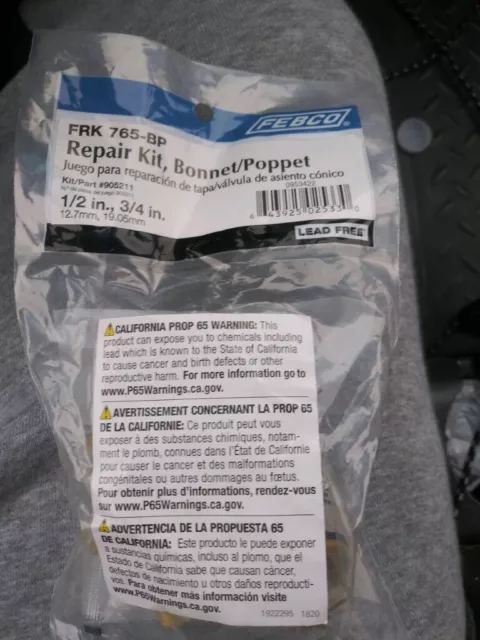 FEBCO
FRK 765-BP
Repair Kit, Bonnet/Poppet
Juego para reparación de tapa/válvula de asiento cónico
Kit/Part #905211
1/2 in., 3/4 in.
12.7mm, 19.05mm
0953422
6 43925 02533 0
LEAD FREE
CALIFORNIA PROP 65 WARNING: This
product can expose you to chemicals including
lead which is known to the State of California
to cause cancer and birth defects or other
reproductive harm. For more information go to
www.P65Warnings.ca.gov.
AVERTISSEMENT CONCERNANT LA PROP 65
DE LA CALIFORNIE: Ce produit peut vous
exposer à des substances chimiques, notam-
ment le plomb, connues dans l'État de Californie
pour causer le cancer et des malformations
congénitales ou autres dommages au fœtus.
Pour obtenir plus d'informations, rendez-vous
sur www.P65Warnings.ca.gov.
ADVERTENCIA DE LA PROPUESTA 65
DE CALIFORNIA: Este producto le puede exponer
a sustancias químicas, incluso al plomo, que el
Estado de California sabe que causan cáncer,
defectos de nacimiento u otros daños reproducti-
vos. Para obtener más información visite
www.P65Warnings.ca.gov.
1922295 1820